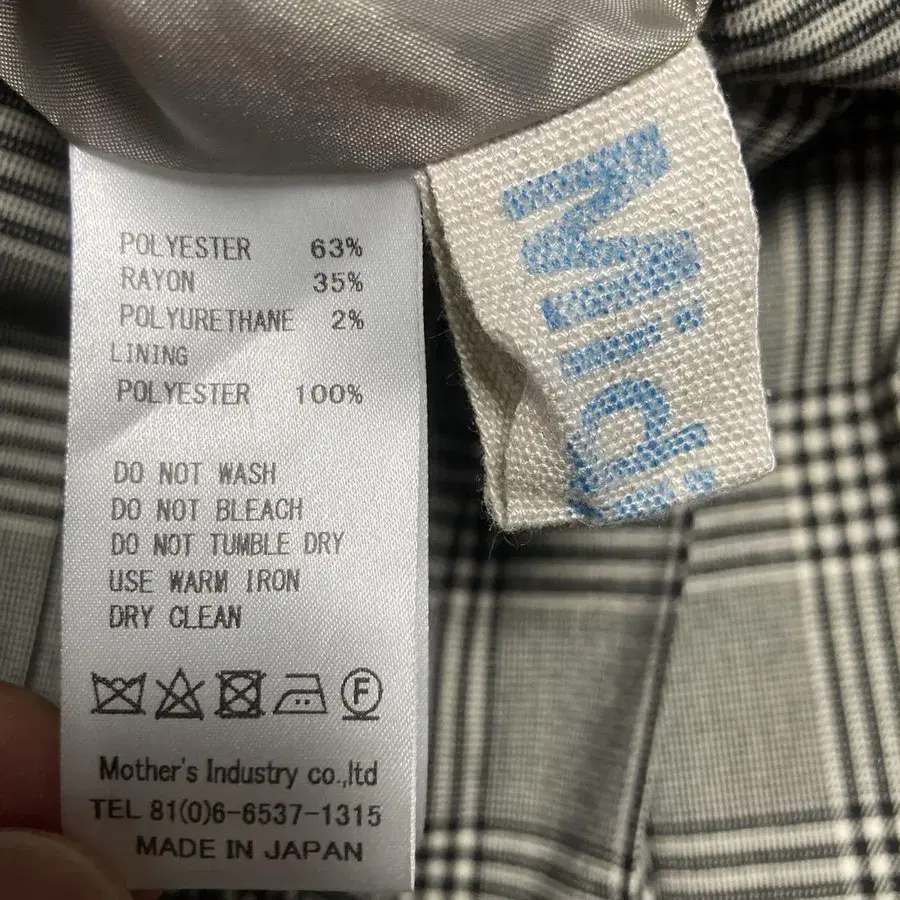 POLYESTER 63%
RAYON 35%
POLYURETHANE 2%
LINING
POLYESTER 100%
DO NOT WASH
DO NOT BLEACH
DO NOT TUMBLE DRY
USE WARM IRON
DRY CLEAN
F
Mother's Industry co.,ltd
TEL 81(0)6-6537-1315
MADE IN JAPAN
Midi